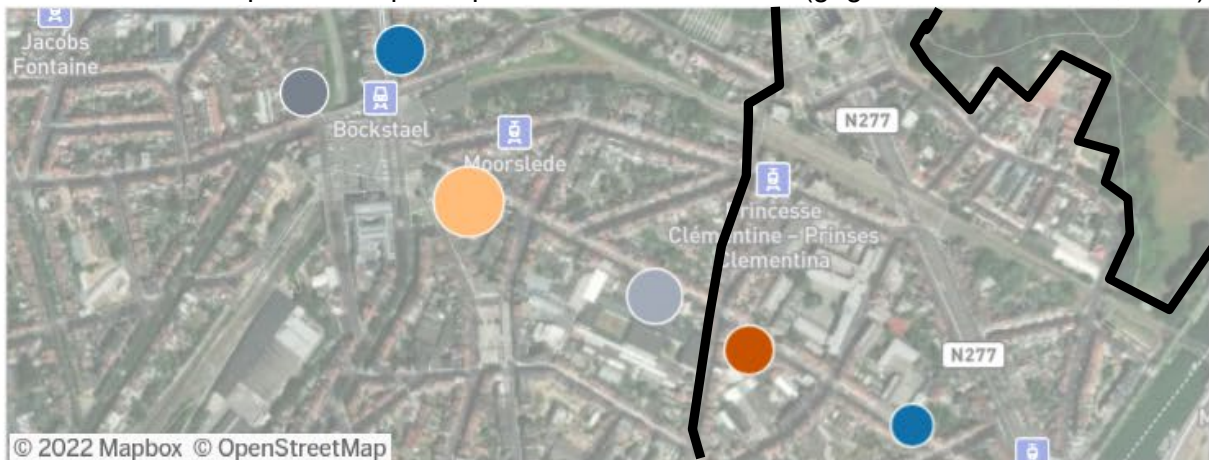 Jacobs
Fontaine
Bockstael
Moorslede
N277
Princesse
Clémentine – Prinses
Clementina
N277
© 2022 Mapbox © OpenStreetMap